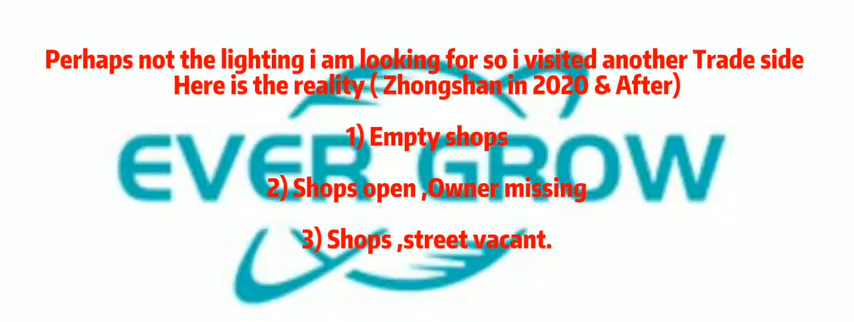 Perhaps not the lighting i am looking for so i visited another Trade side
Here is the reality ( Zhongshan in 2020 & After)
1) Empty shops
EVER GROW
2) Shops open ,Owner missing
3) Shops ,street vacant.